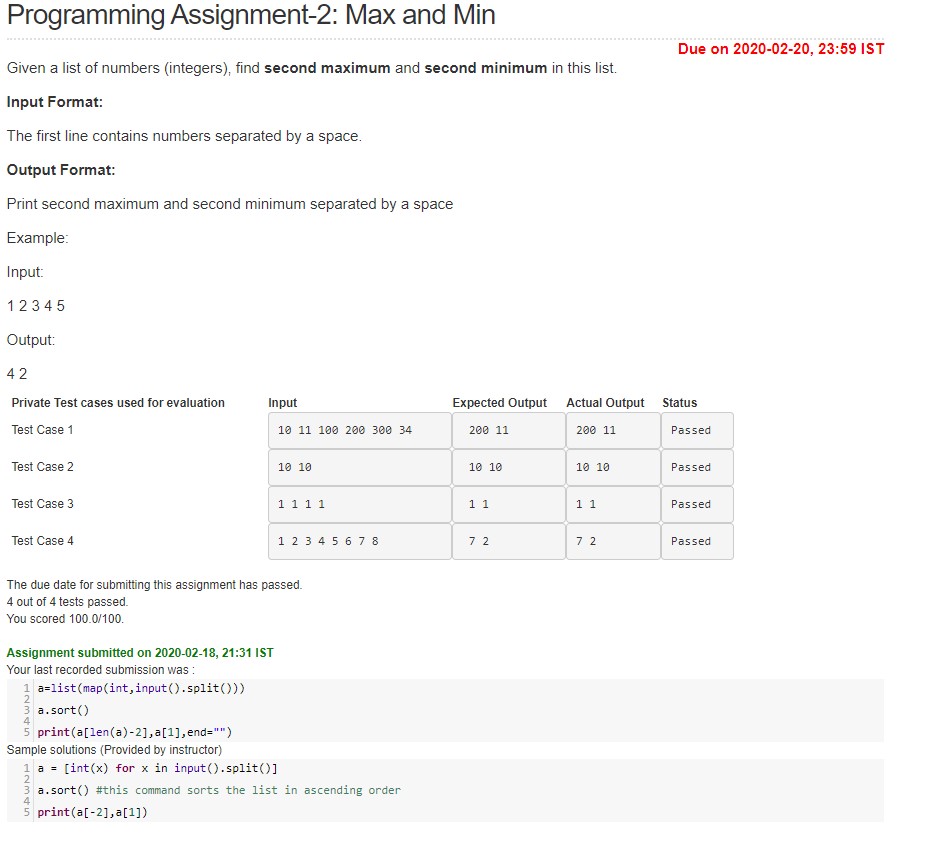 Programming Assignment-2: Max and Min
Due on 2020-02-20, 23:59 IST
Given a list of numbers (integers), find second maximum and second minimum in this list.
Input Format:
The first line contains numbers separated by a space.
Output Format:
Print second maximum and second minimum separated by a space
Example:
Input:
1 2 3 4 5
Output:
4 2
Private Test cases used for evaluation Input Expected Output Actual Output Status
Test Case 1 10 11 100 200 300 34 200 11 200 11 Passed
Test Case 2 10 10 10 10 10 10 Passed
Test Case 3 1 1 1 1 1 1 1 1 Passed
Test Case 4 1 2 3 4 5 6 7 8 7 2 7 2 Passed
The due date for submitting this assignment has passed.
4 out of 4 tests passed.
You scored 100.0/100.
Assignment submitted on 2020-02-18, 21:31 IST
Your last recorded submission was :
1 a=list(map(int,input().split()))
2
3 a.sort()
4
5 print(a[len(a)-2],a[1],end="")
Sample solutions (Provided by instructor)
1 a = [int(x) for x in input().split()]
2
3 a.sort() #this command sorts the list in ascending order
4
5 print(a[-2],a[1])